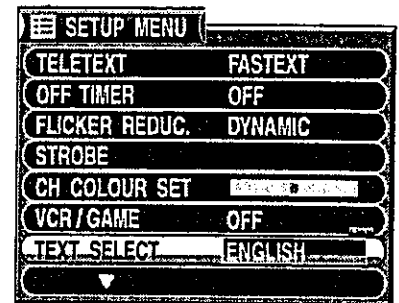 SETUP MENU
TELETEXT FASTEXT
OFF TIMER OFF
FLICKER REDUC. DYNAMIC
STROBE
CH COLOUR SET
VCR/GAME OFF
TEXT SELECT ENGLISH